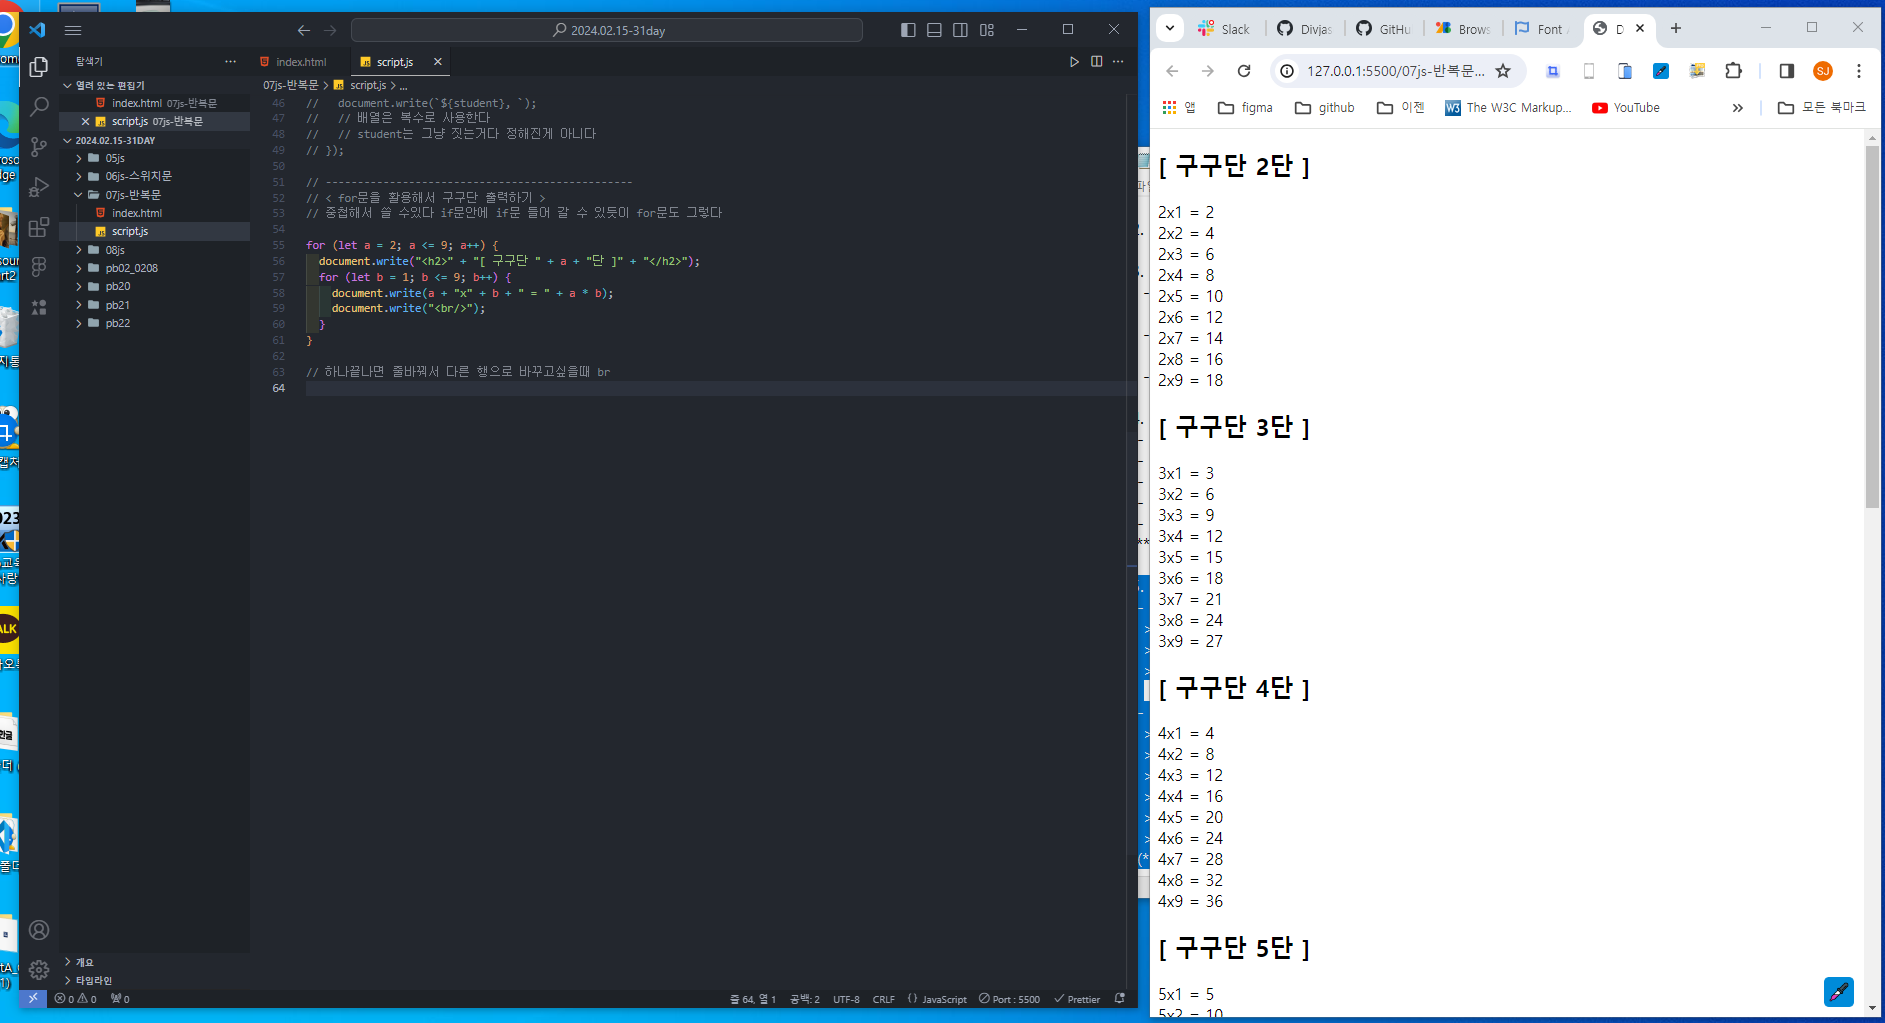 2024.02.15-31day
탐색기
열려 있는 편집기
index.html 07js-반복문
script.js 07js-반복문
2024.02.15-31DAY
05js
06js-스위치문
07js-반복문
index.html
script.js
08js
pb02_0208
pb20
pb21
pb22
개요
타임라인
index.html
script.js
07js-반복문 > script.js > ...
46 //   document.write(`${student}, `);
47 //   // 배열은 복수로 사용한다
48 //   // student는 그냥 짓는거다 정해진게 아니다
49 // });
50
51 // ------------------------------------------------
52 // < for문을 활용해서 구구단 출력하기 >
53 // 중첩해서 쓸 수있다 if문안에 if문 들어 갈 수 있듯이 for문도 그렇다
54
55 for (let a = 2; a <= 9; a++) {
56   document.write("<h2>" + "[ 구구단 " + a + "단 ]" + "</h2>");
57   for (let b = 1; b <= 9; b++) {
58     document.write(a + "x" + b + " = " + a * b);
59     document.write("<br/>");
60   }
61 }
62
63 // 하나끝나면 줄바꿔서 다른 행으로 바꾸고싶을때 br
64
0 0 0
줄 64, 열 1 공백: 2 UTF-8 CRLF {} JavaScript Port : 5500 Prettier
Slack Divjas GitHu Brows Font D
127.0.0.1:5500/07js-반복문...
SJ
앱 figma github 이젠 The W3C Markup... YouTube » 모든 북마크
[ 구구단 2단 ]
2x1 = 2
2x2 = 4
2x3 = 6
2x4 = 8
2x5 = 10
2x6 = 12
2x7 = 14
2x8 = 16
2x9 = 18
[ 구구단 3단 ]
3x1 = 3
3x2 = 6
3x3 = 9
3x4 = 12
3x5 = 15
3x6 = 18
3x7 = 21
3x8 = 24
3x9 = 27
[ 구구단 4단 ]
4x1 = 4
4x2 = 8
4x3 = 12
4x4 = 16
4x5 = 20
4x6 = 24
4x7 = 28
4x8 = 32
4x9 = 36
[ 구구단 5단 ]
5x1 = 5
5x2 = 10